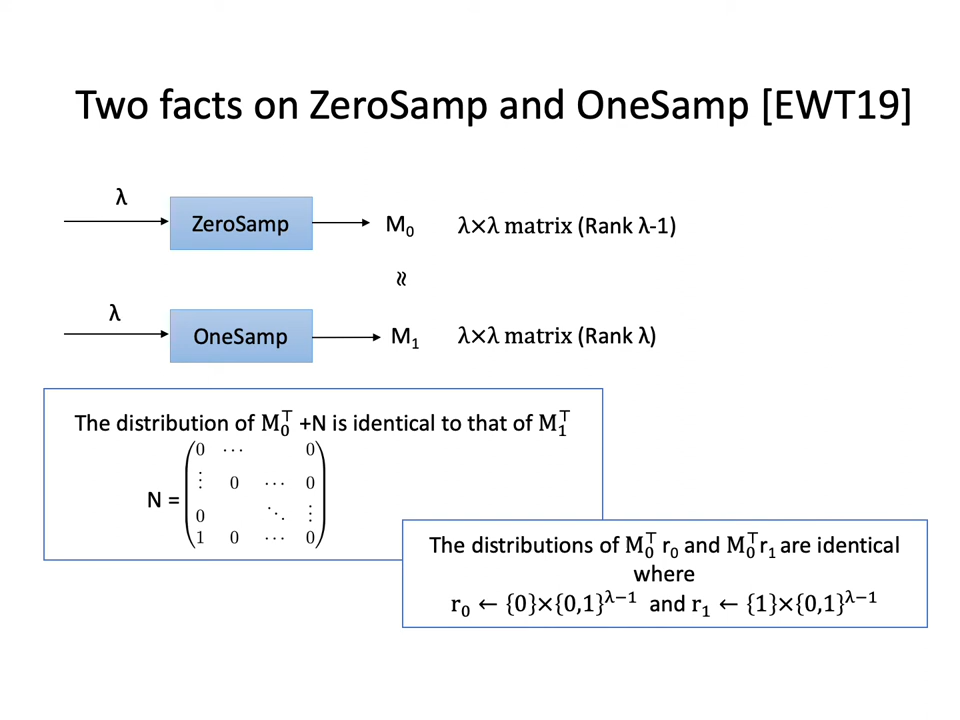 Two facts on ZeroSamp and OneSamp [EWT19]
λ
ZeroSamp
M₀
λ×λ matrix (Rank λ-1)
≈
λ
OneSamp
M₁
λ×λ matrix (Rank λ)
The distribution of M₀ᵀ +N is identical to that of M₁ᵀ
N =
0 ⋯ 0
⋮ 0 ⋯ 0
0 ⋱ ⋮
1 0 ⋯ 0
The distributions of M₀ᵀ r₀ and M₀ᵀr₁ are identical
where
r₀ ← {0}×{0,1}^{λ−1} and r₁ ← {1}×{0,1}^{λ−1}